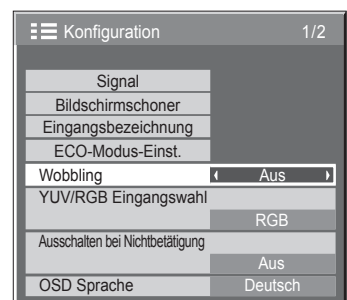 Konfiguration 1/2
Signal
Bildschirmschoner
Eingangsbezeichnung
ECO-Modus-Einst.
Wobbling Aus
YUV/RGB Eingangswahl
RGB
Ausschalten bei Nichtbetätigung
Aus
OSD Sprache Deutsch